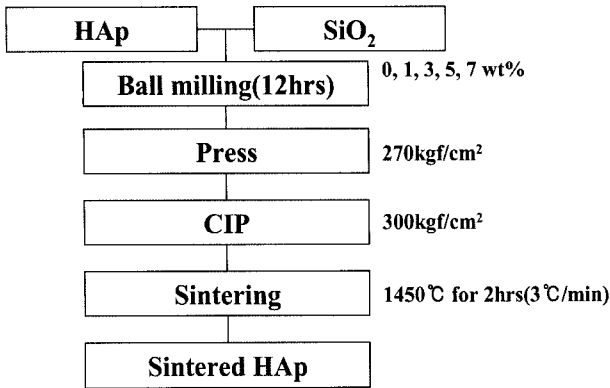 HAp
SiO₂
Ball milling(12hrs)
0, 1, 3, 5, 7 wt%
Press
270kgf/cm²
CIP
300kgf/cm²
Sintering
1450℃ for 2hrs(3℃/min)
Sintered HAp